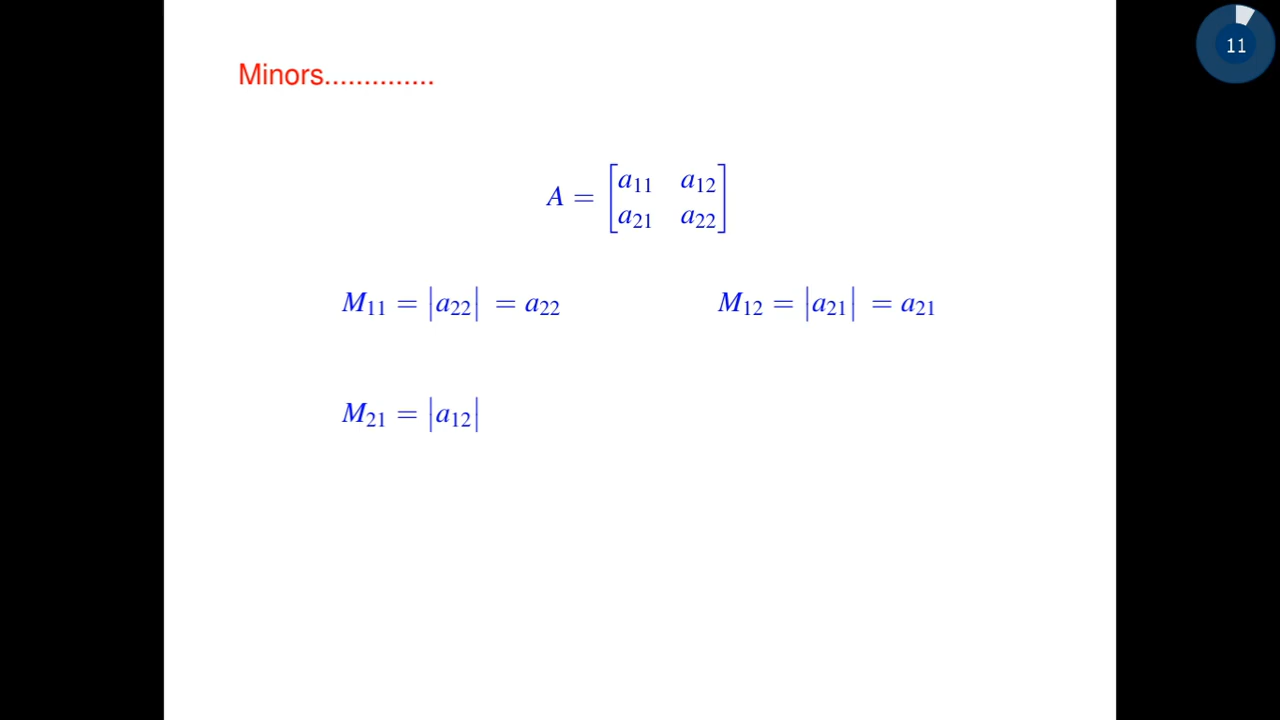 11
Minors..............
A = [a11 a12
a21 a22]
M11 = |a22| = a22 M12 = |a21| = a21
M21 = |a12|